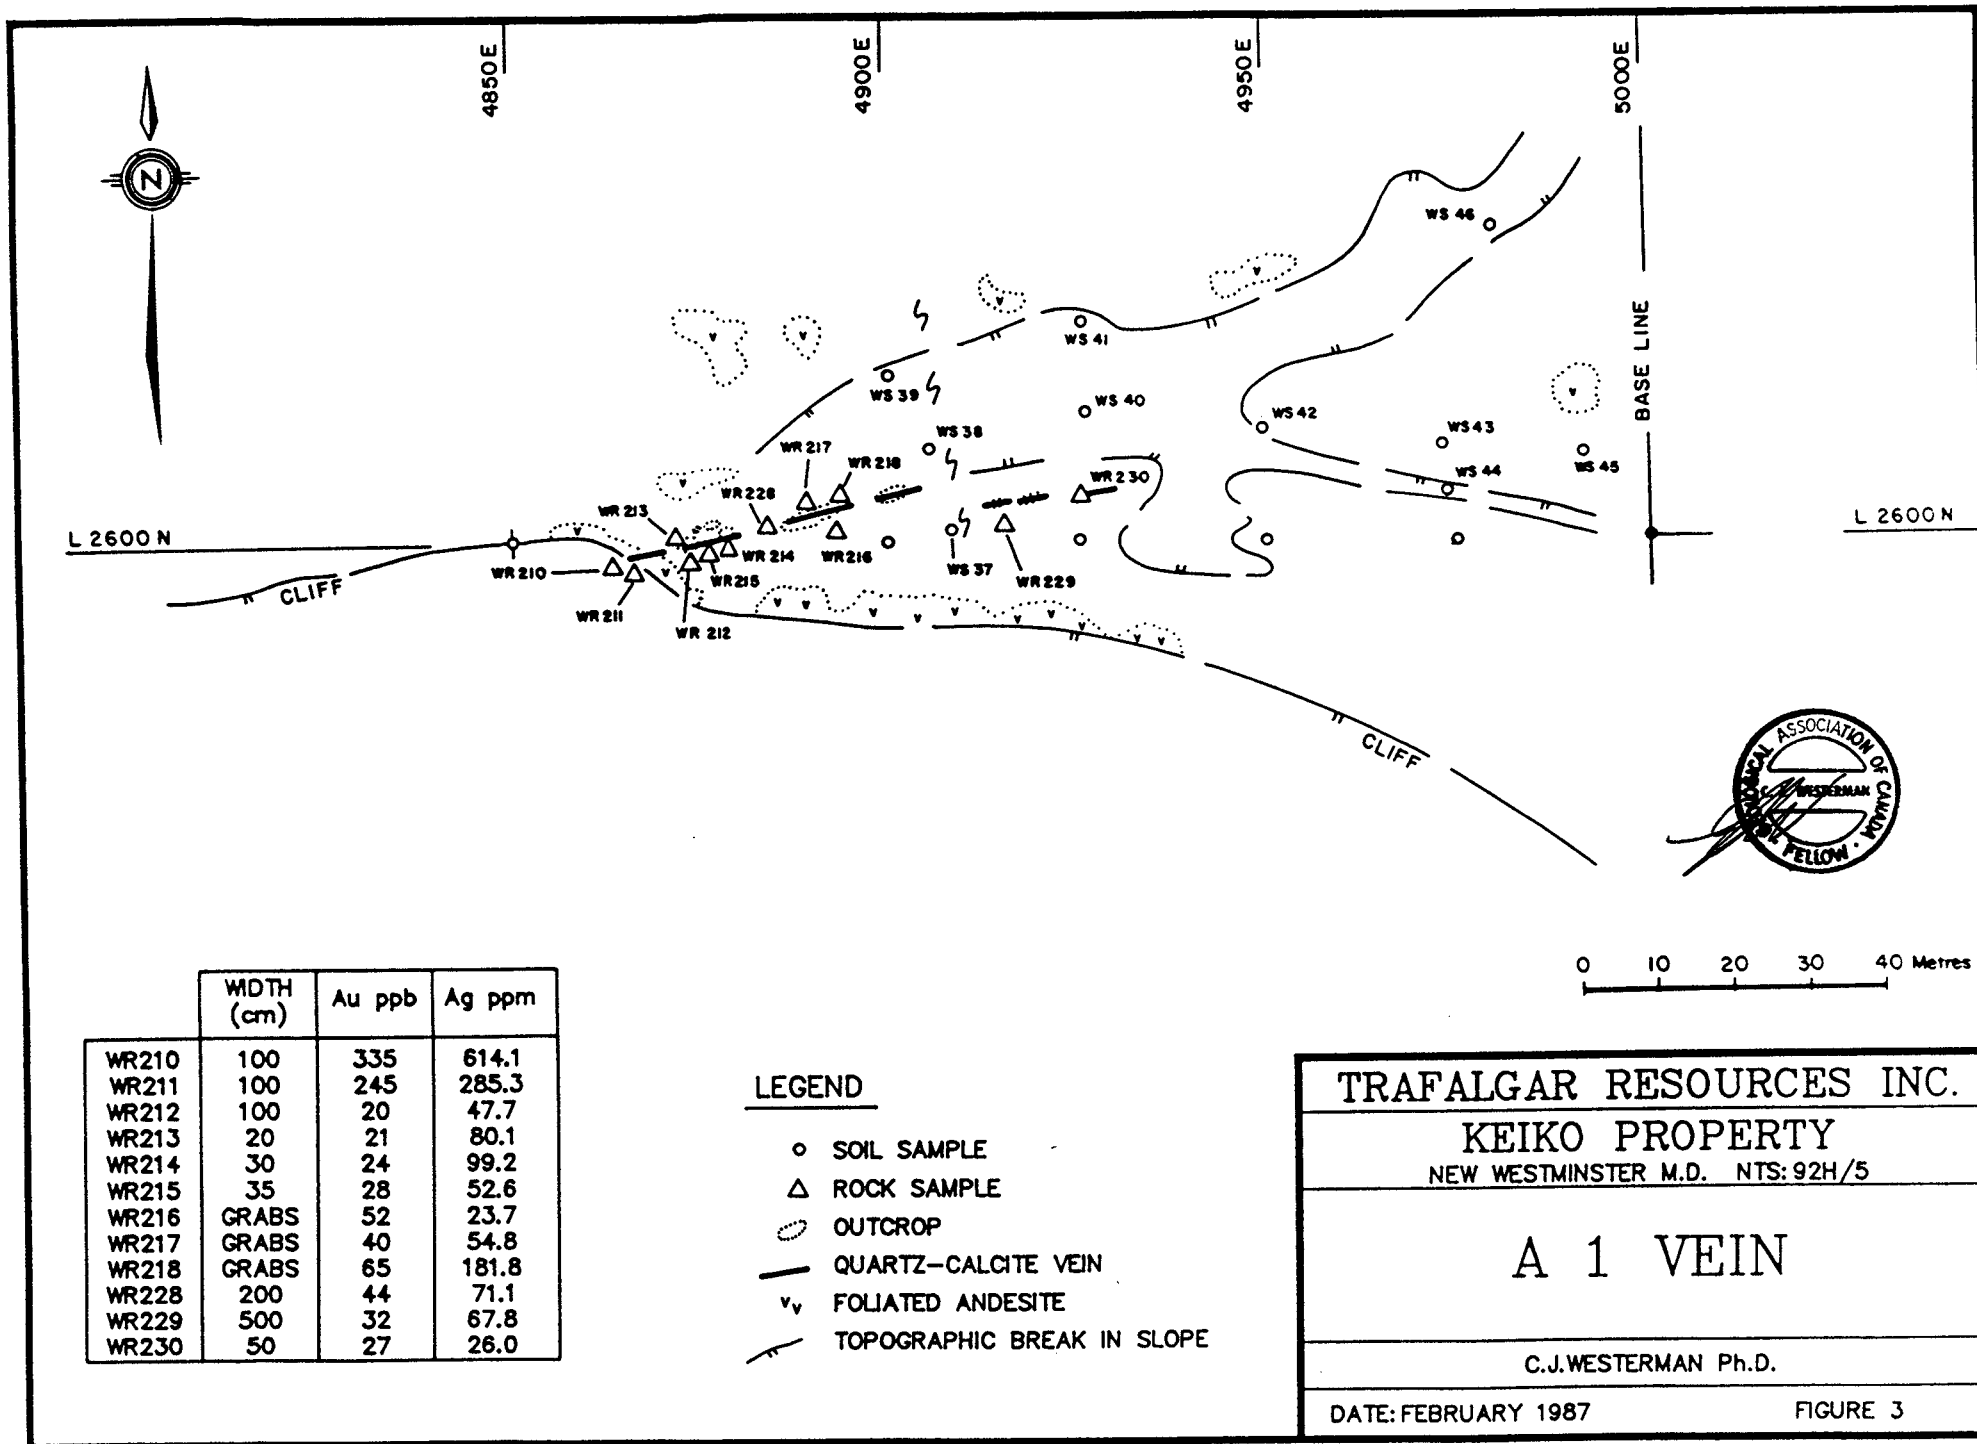 4850E
4900E
4950E
5000E
N
WS 46
WS 41
BASE LINE
WS 39
WS 40
WS 42
WS 38
WS 43
WR 217
WR 218
WS 45
WS 44
WR 230
WR 228
WR 213
L 2600 N
L 2600 N
WR 214
WR 216
WR 210
WR 215
WS 37
WR 229
CLIFF
WR 211
WR 212
CLIFF
ASSOCIATION OF CANADA
WESTERMAN
FELLOW
0 10 20 30 40 Metres
WIDTH (cm) Au ppb Ag ppm
WR210 100 335 614.1
WR211 100 245 285.3
WR212 100 20 47.7
WR213 20 21 80.1
WR214 30 24 99.2
WR215 35 28 52.6
WR216 GRABS 52 23.7
WR217 GRABS 40 54.8
WR218 GRABS 65 181.8
WR228 200 44 71.1
WR229 500 32 67.8
WR230 50 27 26.0
LEGEND
SOIL SAMPLE
ROCK SAMPLE
OUTCROP
QUARTZ-CALCITE VEIN
FOLIATED ANDESITE
TOPOGRAPHIC BREAK IN SLOPE
TRAFALGAR RESOURCES INC.
KEIKO PROPERTY
NEW WESTMINSTER M.D. NTS: 92H/5
A 1 VEIN
C.J.WESTERMAN Ph.D.
DATE: FEBRUARY 1987 FIGURE 3